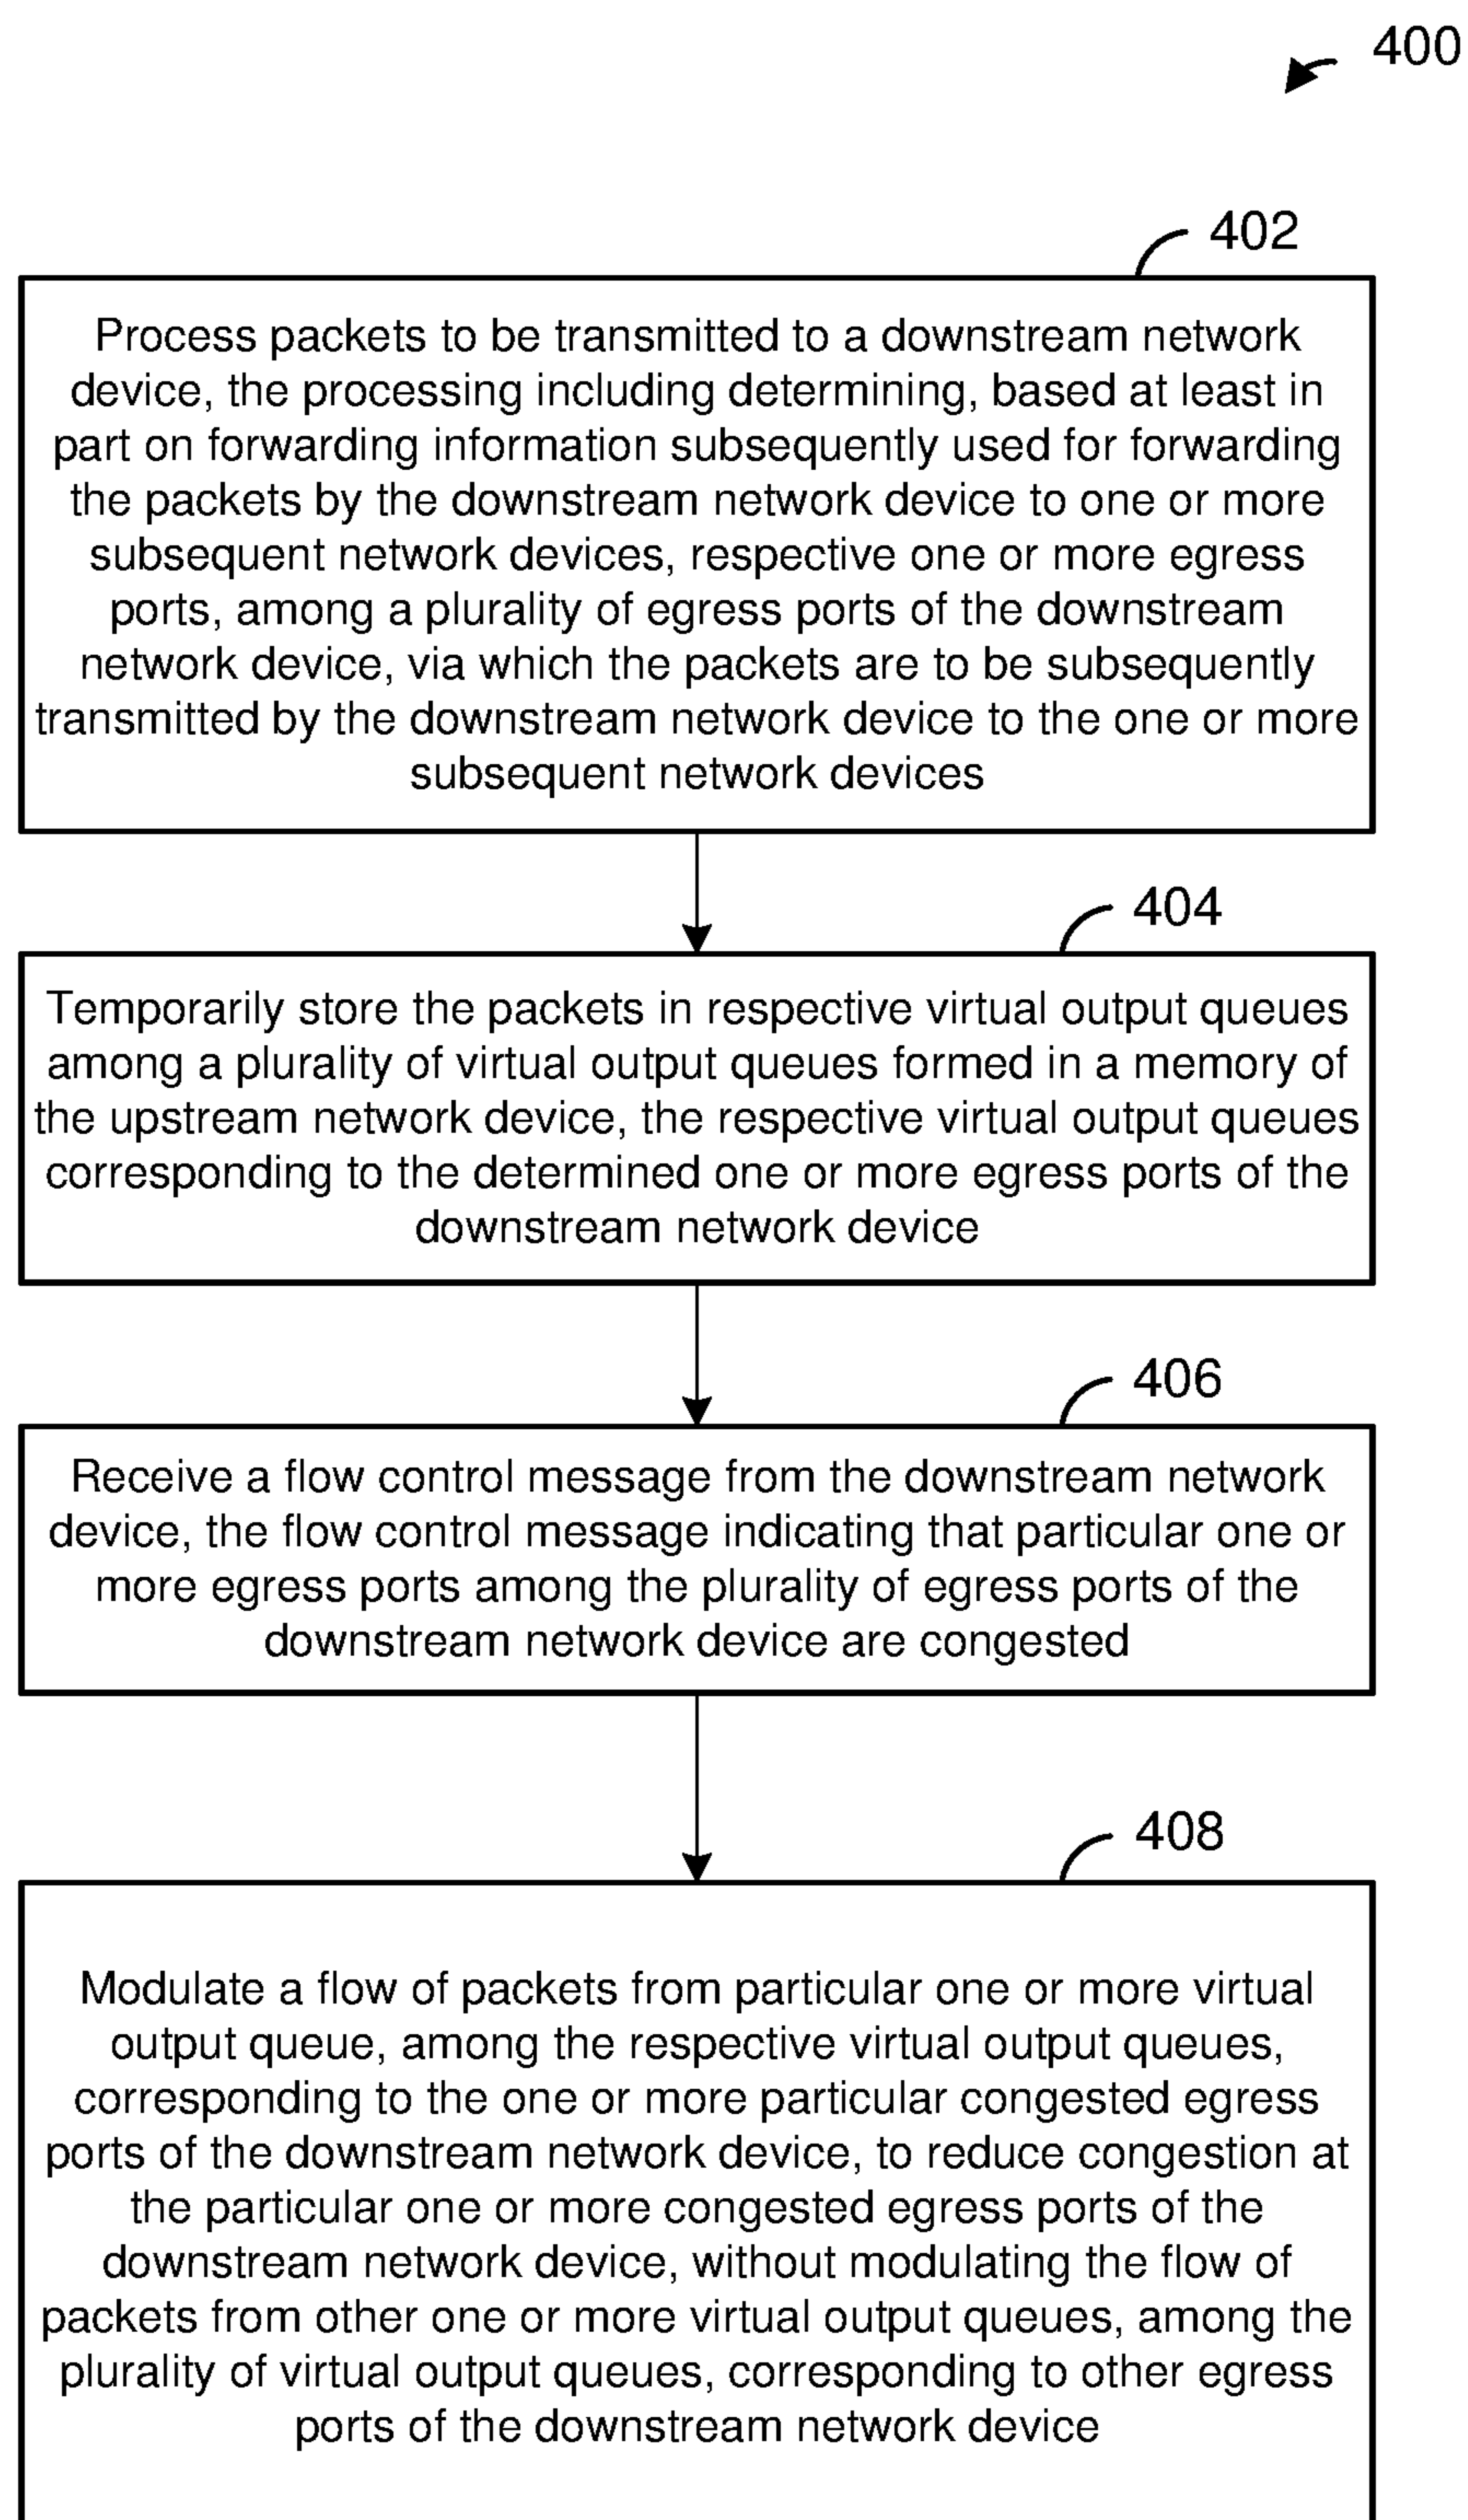 400
402
Process packets to be transmitted to a downstream network
device, the processing including determining, based at least in
part on forwarding information subsequently used for forwarding
the packets by the downstream network device to one or more
subsequent network devices, respective one or more egress
ports, among a plurality of egress ports of the downstream
network device, via which the packets are to be subsequently
transmitted by the downstream network device to the one or more
subsequent network devices
404
Temporarily store the packets in respective virtual output queues
among a plurality of virtual output queues formed in a memory of
the upstream network device, the respective virtual output queues
corresponding to the determined one or more egress ports of the
downstream network device
406
Receive a flow control message from the downstream network
device, the flow control message indicating that particular one or
more egress ports among the plurality of egress ports of the
downstream network device are congested
408
Modulate a flow of packets from particular one or more virtual
output queue, among the respective virtual output queues,
corresponding to the one or more particular congested egress
ports of the downstream network device, to reduce congestion at
the particular one or more congested egress ports of the
downstream network device, without modulating the flow of
packets from other one or more virtual output queues, among the
plurality of virtual output queues, corresponding to other egress
ports of the downstream network device